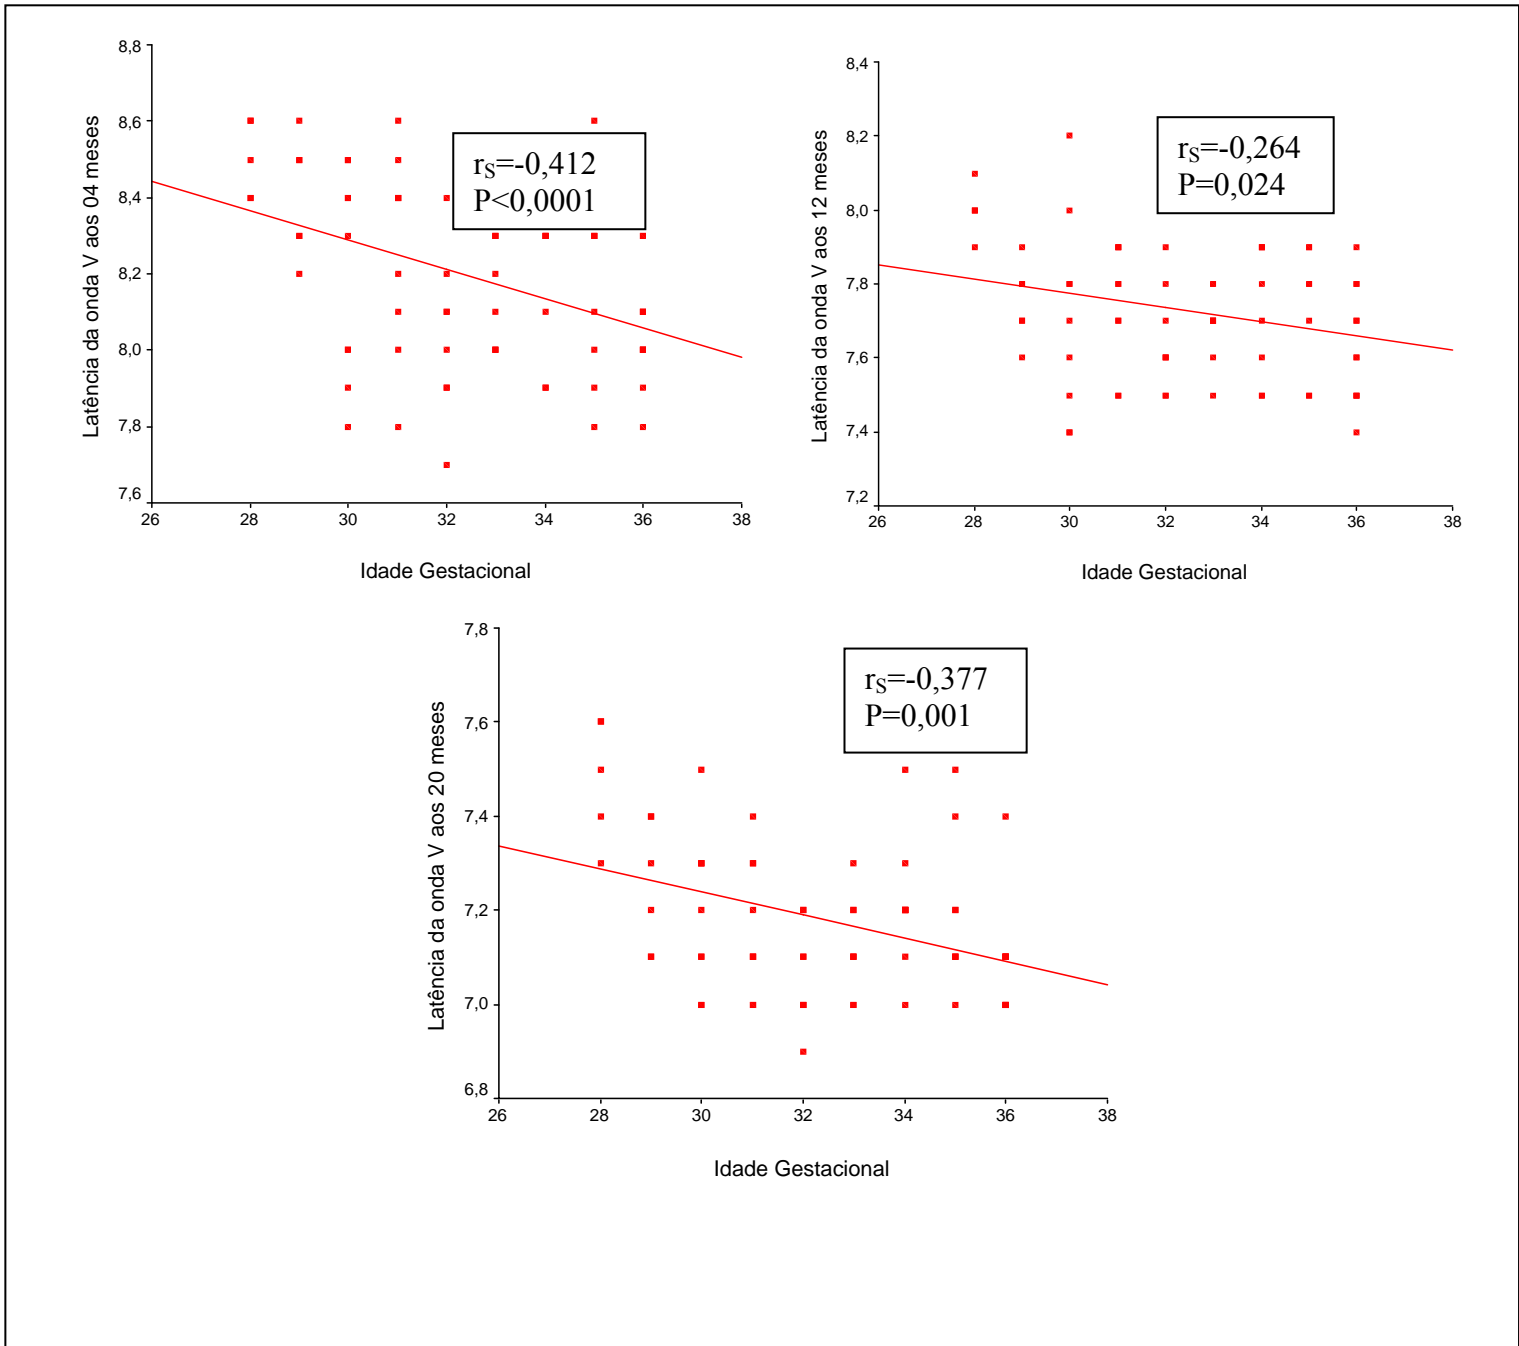 Latência da onda V aos 04 meses
8,8
8,6
8,4
8,2
8,0
7,8
7,6
26 28 30 32 34 36 38
Idade Gestacional
rS=-0,412
P<0,0001
Latência da onda V aos 12 meses
8,4
8,2
8,0
7,8
7,6
7,4
7,2
26 28 30 32 34 36 38
Idade Gestacional
rS=-0,264
P=0,024
Latência da onda V aos 20 meses
7,8
7,6
7,4
7,2
7,0
6,8
26 28 30 32 34 36 38
Idade Gestacional
rS=-0,377
P=0,001